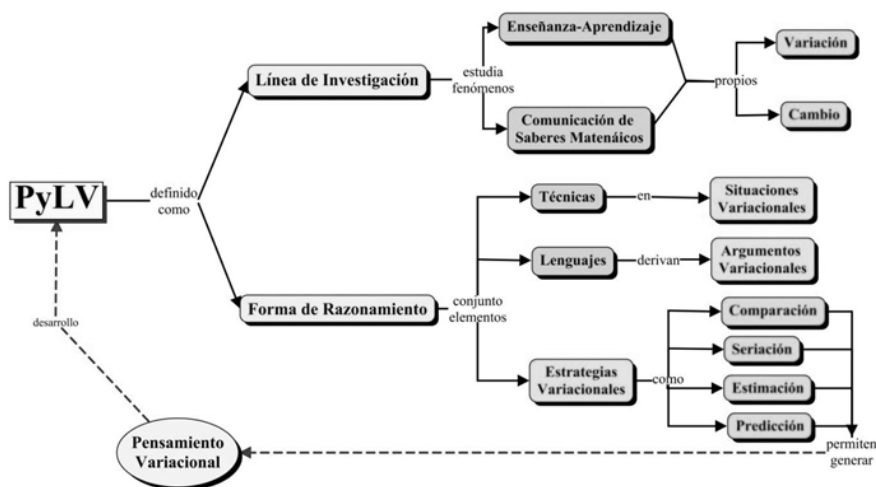 PyLV
definido
como
Línea de Investigación
estudia
fenómenos
Enseñanza-Aprendizaje
Comunicación de
Saberes Matenáicos
propios
Variación
Cambio
Forma de Razonamiento
conjunto
elementos
Técnicas
en
Situaciones
Variacionales
Lenguajes
derivan
Argumentos
Variacionales
Estrategias
Variacionales
como
Comparación
Seriación
Estimación
Predicción
permiten
generar
Pensamiento
Variacional
desarrollo